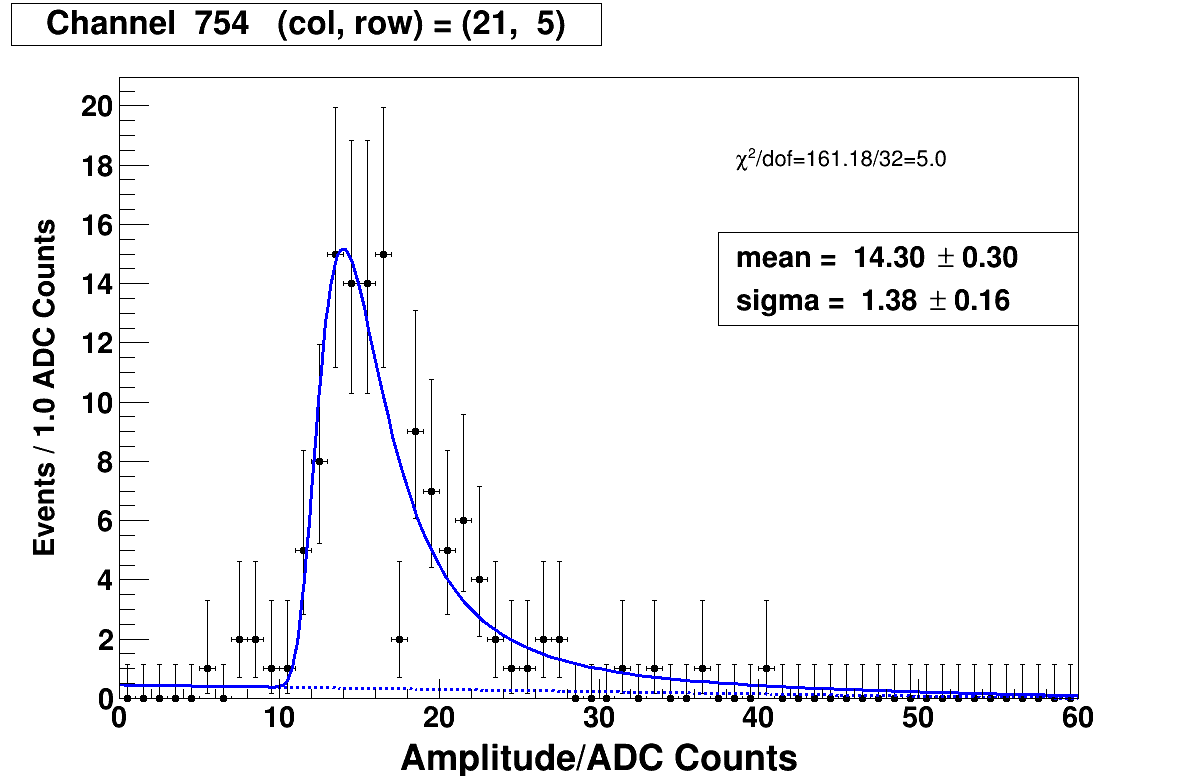 Channel 754 (col, row) = (21, 5)
20
18
16
14
12
10
8
6
4
2
0
Events / 1.0 ADC Counts
χ²/dof=161.18/32=5.0
mean = 14.30 ± 0.30
sigma = 1.38 ± 0.16
0 10 20 30 40 50 60
Amplitude/ADC Counts